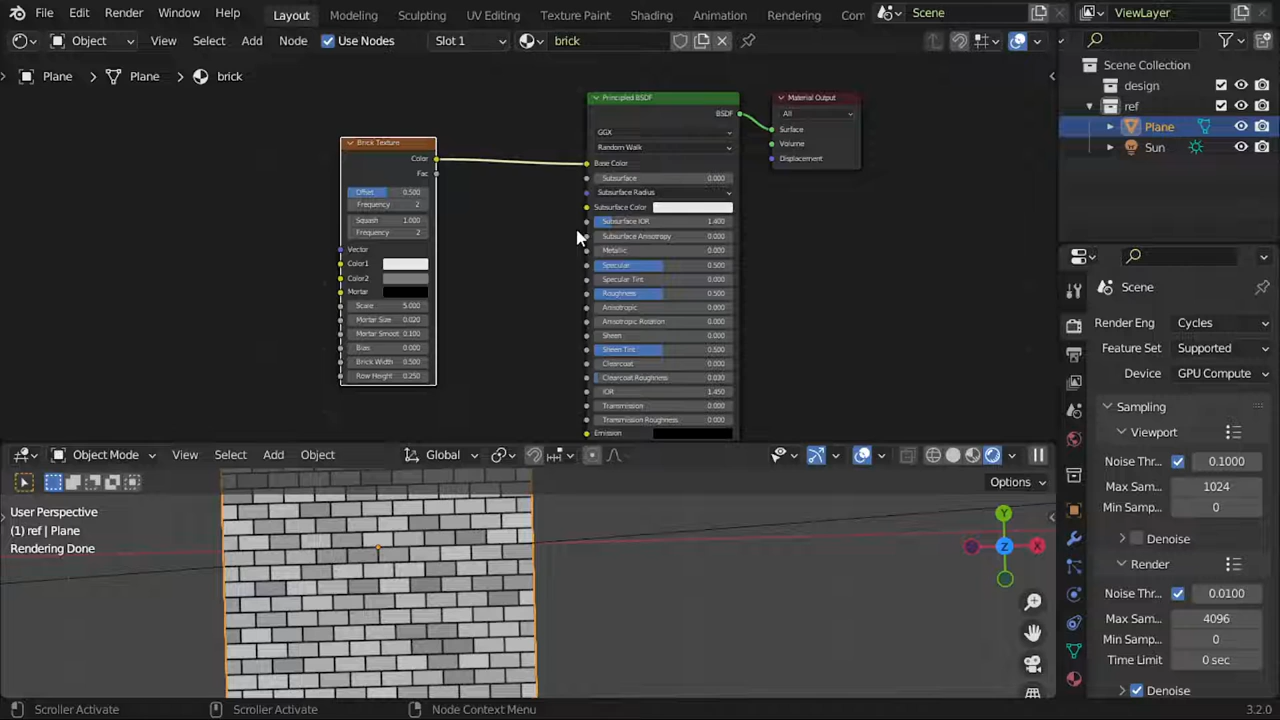 File Edit Render Window Help Layout Modeling Sculpting UV Editing Texture Paint Shading Animation Rendering Com Scene ViewLayer
Object View Select Add Node Use Nodes Slot 1 brick
Plane Plane brick
Scene Collection
design
ref
Plane
Sun
Brick Texture
Color
Fac
Offset 0.500
Frequency 2
Squash 1.000
Frequency 2
Vector
Color1
Color2
Mortar
Scale 5.000
Mortar Size 0.020
Mortar Smoot 0.100
Bias 0.000
Brick Width 0.500
Row Height 0.250
Principled BSDF
BSDF
GGX
Random Walk
Base Color
Subsurface 0.000
Subsurface Radius
Subsurface Color
Subsurface IOR 1.400
Subsurface Anisotropy 0.000
Metallic 0.000
Specular 0.500
Specular Tint 0.000
Roughness 0.500
Anisotropic 0.000
Anisotropic Rotation 0.000
Sheen 0.000
Sheen Tint 0.500
Clearcoat 0.000
Clearcoat Roughness 0.030
IOR 1.450
Transmission 0.000
Transmission Roughness 0.000
Emission
Material Output
All
Surface
Volume
Displacement
Scene
Render Eng Cycles
Feature Set Supported
Device GPU Compute
Sampling
Viewport
Noise Thr... 0.1000
Max Sam... 1024
Min Samp... 0
Denoise
Render
Noise Thr... 0.0100
Max Sam... 4096
Min Samp... 0
Time Limit 0 sec
Denoise
Object Mode View Select Add Object Global
Options
User Perspective
(1) ref | Plane
Rendering Done
Y
Z
X
Scroller Activate Scroller Activate Node Context Menu 3.2.0